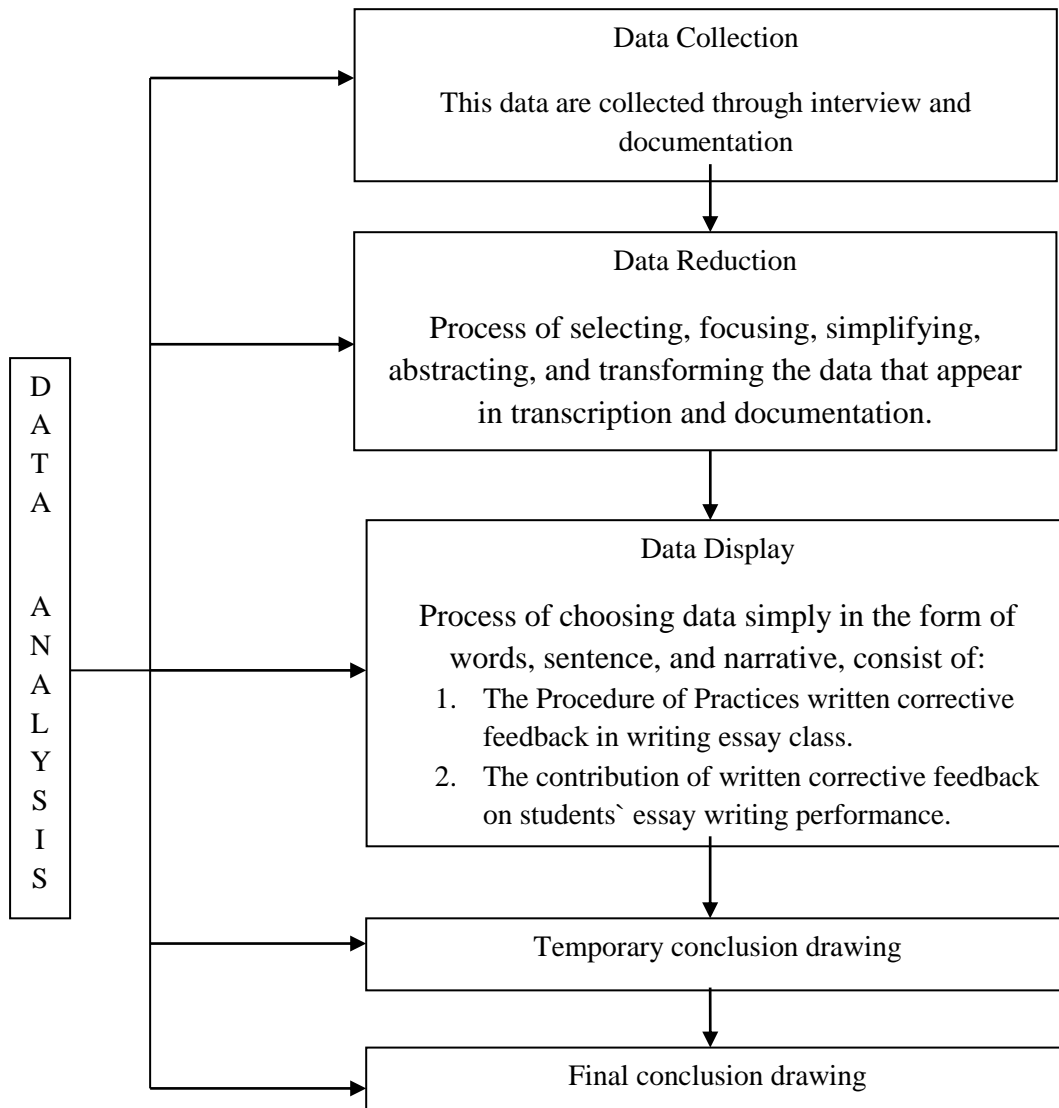 Data Collection
This data are collected through interview and
documentation
Data Reduction
Process of selecting, focusing, simplifying,
abstracting, and transforming the data that appear
in transcription and documentation.
DATA ANALYSIS
Data Display
Process of choosing data simply in the form of
words, sentence, and narrative, consist of:
1. The Procedure of Practices written corrective
feedback in writing essay class.
2. The contribution of written corrective feedback
on students` essay writing performance.
Temporary conclusion drawing
Final conclusion drawing